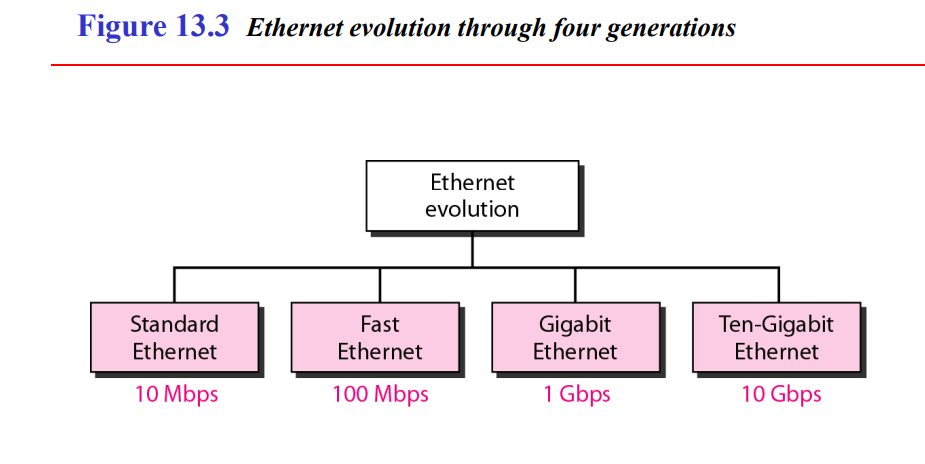 Figure 13.3 Ethernet evolution through four generations
Ethernet
evolution
Standard
Ethernet
10 Mbps
Fast
Ethernet
100 Mbps
Gigabit
Ethernet
1 Gbps
Ten-Gigabit
Ethernet
10 Gbps